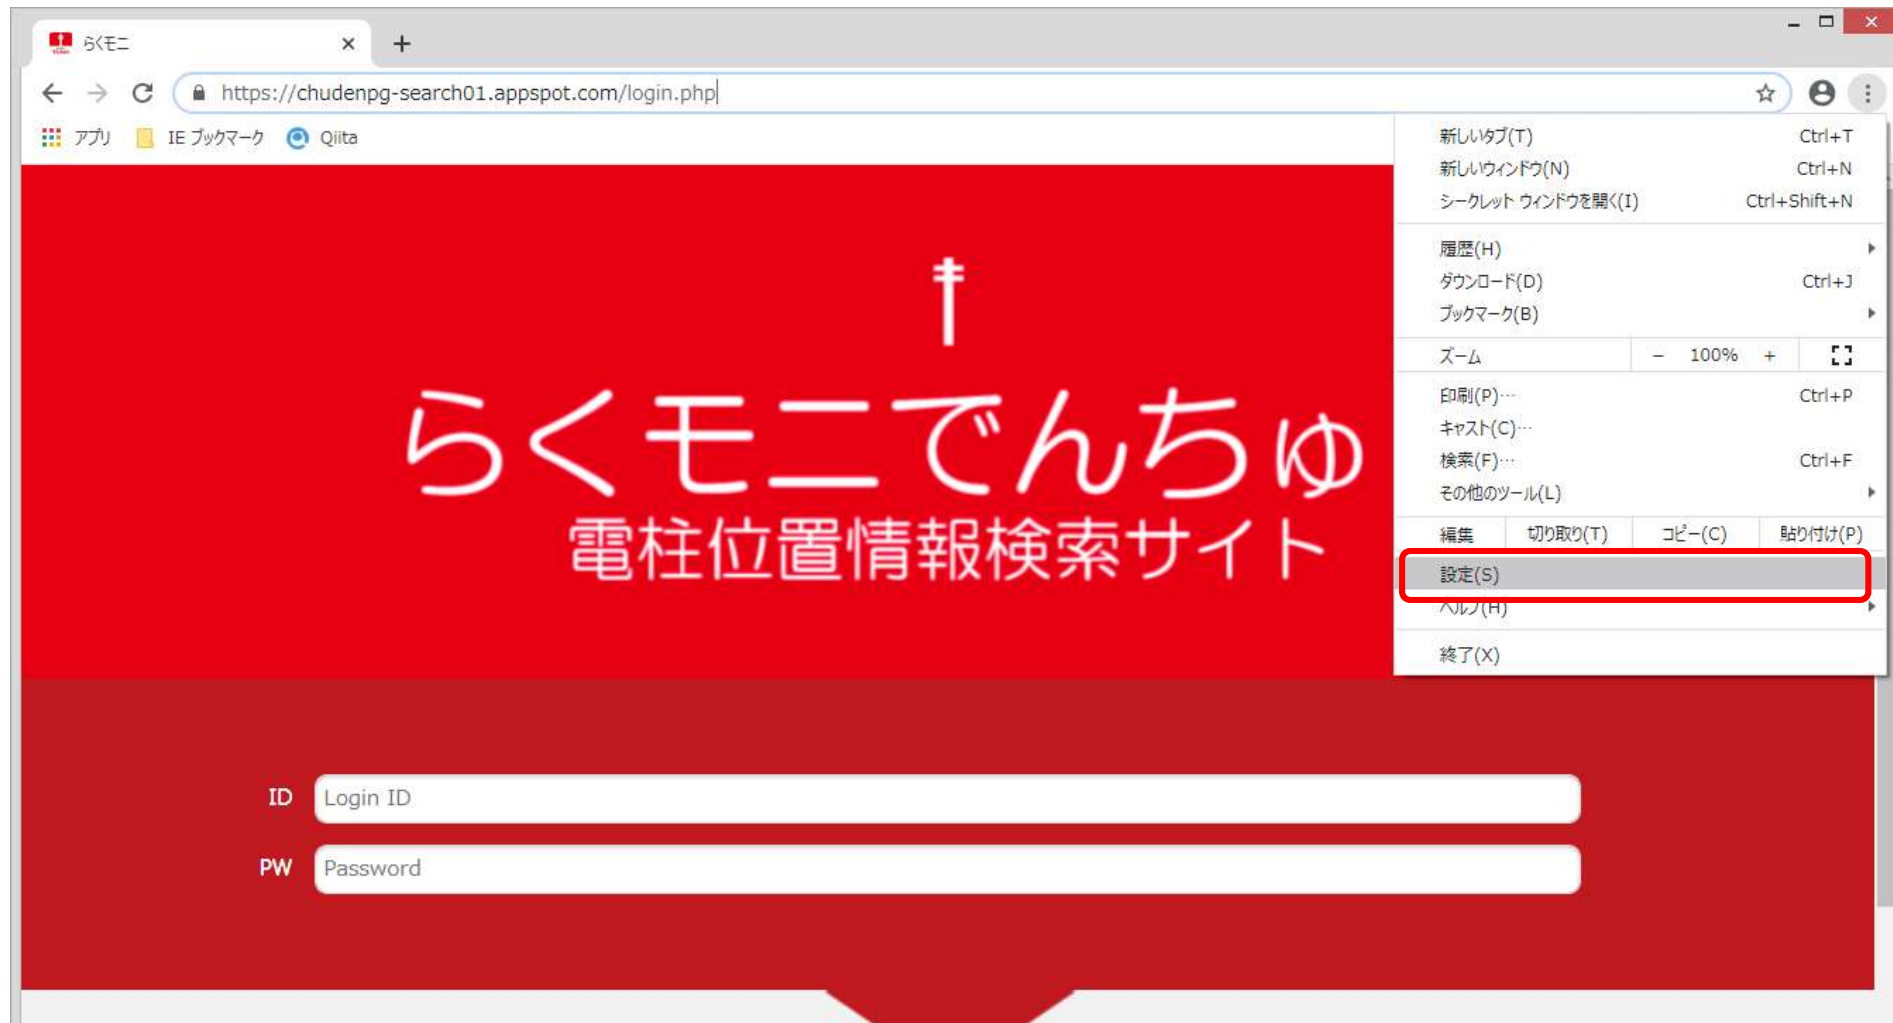 らくモニ
https://chudenpg-search01.appspot.com/login.php
アプリ IE ブックマーク Qiita
新しいタブ(T) Ctrl+T
新しいウィンドウ(N) Ctrl+N
シークレット ウィンドウを開く(I) Ctrl+Shift+N
履歴(H)
ダウンロード(D) Ctrl+J
ブックマーク(B)
ズーム - 100% +
印刷(P)… Ctrl+P
キャスト(C)…
検索(F)… Ctrl+F
その他のツール(L)
編集 切り取り(T) コピー(C) 貼り付け(P)
設定(S)
ヘルプ(H)
終了(X)
らくモニでんちゅ
電柱位置情報検索サイト
ID Login ID
PW Password